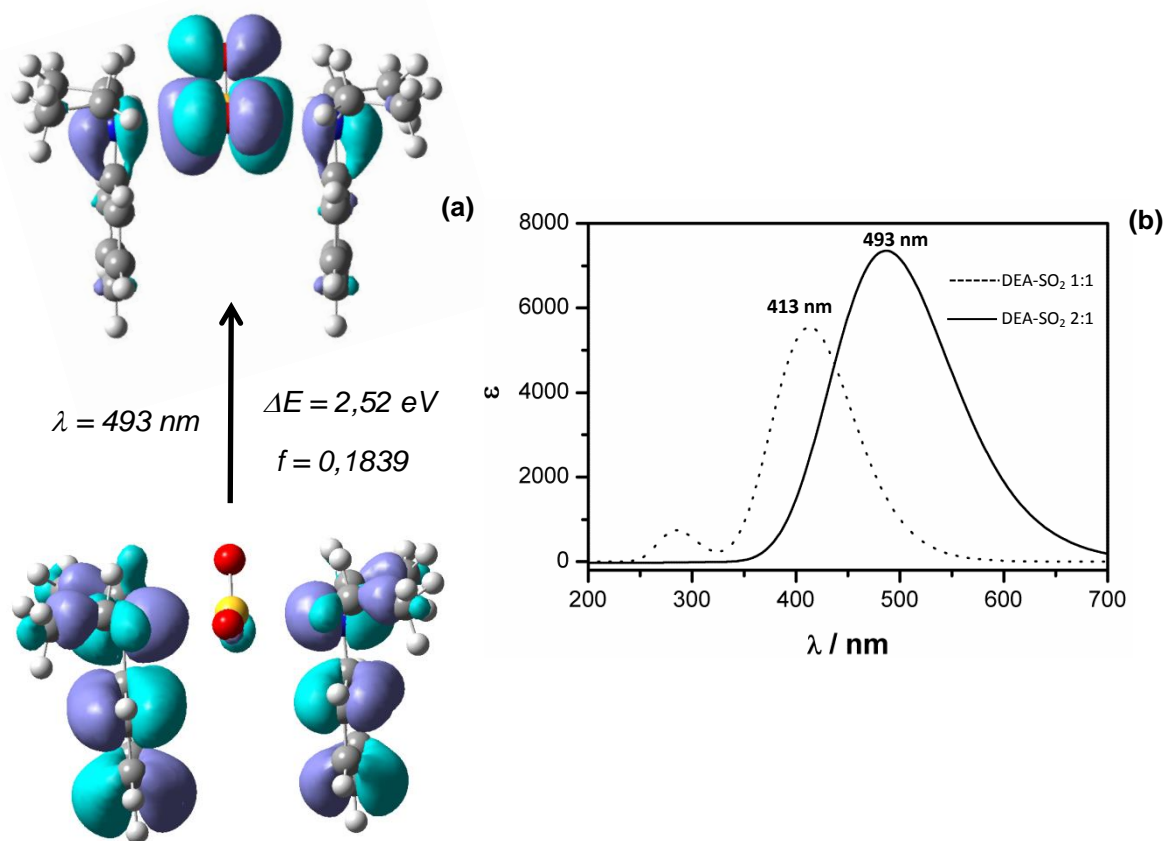 (a)
λ = 493 nm
ΔE = 2,52 eV
f = 0,1839
(b)
8000
6000
4000
2000
0
ε
493 nm
413 nm
DEA-SO₂ 1:1
DEA-SO₂ 2:1
200 300 400 500 600 700
λ / nm